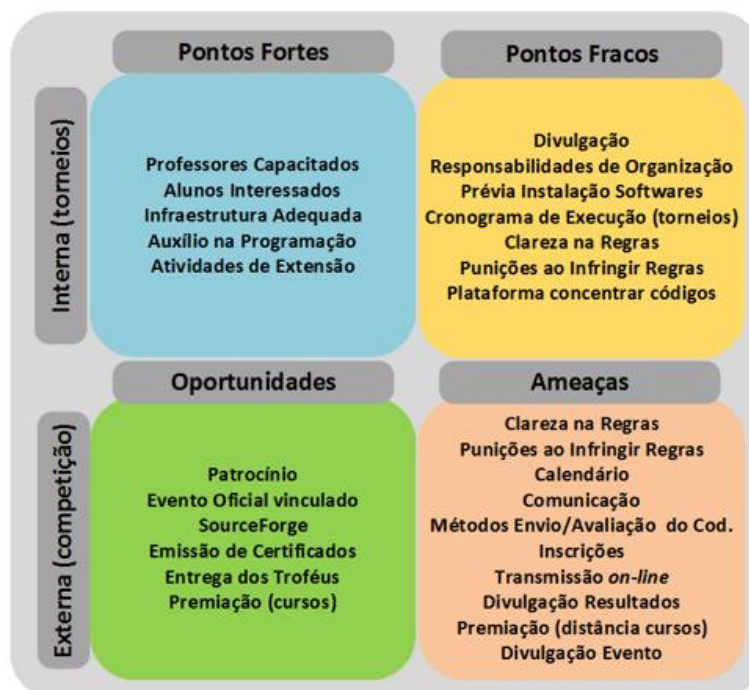 Pontos Fortes
Pontos Fracos
Interna (torneios)
Professores Capacitados
Alunos Interessados
Infraestrutura Adequada
Auxílio na Programação
Atividades de Extensão
Divulgação
Responsabilidades de Organização
Prévia Instalação Softwares
Cronograma de Execução (torneios)
Clareza na Regras
Punições ao Infringir Regras
Plataforma concentrar códigos
Oportunidades
Ameaças
Externa (competição)
Patrocínio
Evento Oficial vinculado
SourceForge
Emissão de Certificados
Entrega dos Troféus
Premiação (cursos)
Clareza na Regras
Punições ao Infringir Regras
Calendário
Comunicação
Métodos Envio/Avaliação do Cod.
Inscrições
Transmissão on-line
Divulgação Resultados
Premiação (distância cursos)
Divulgação Evento